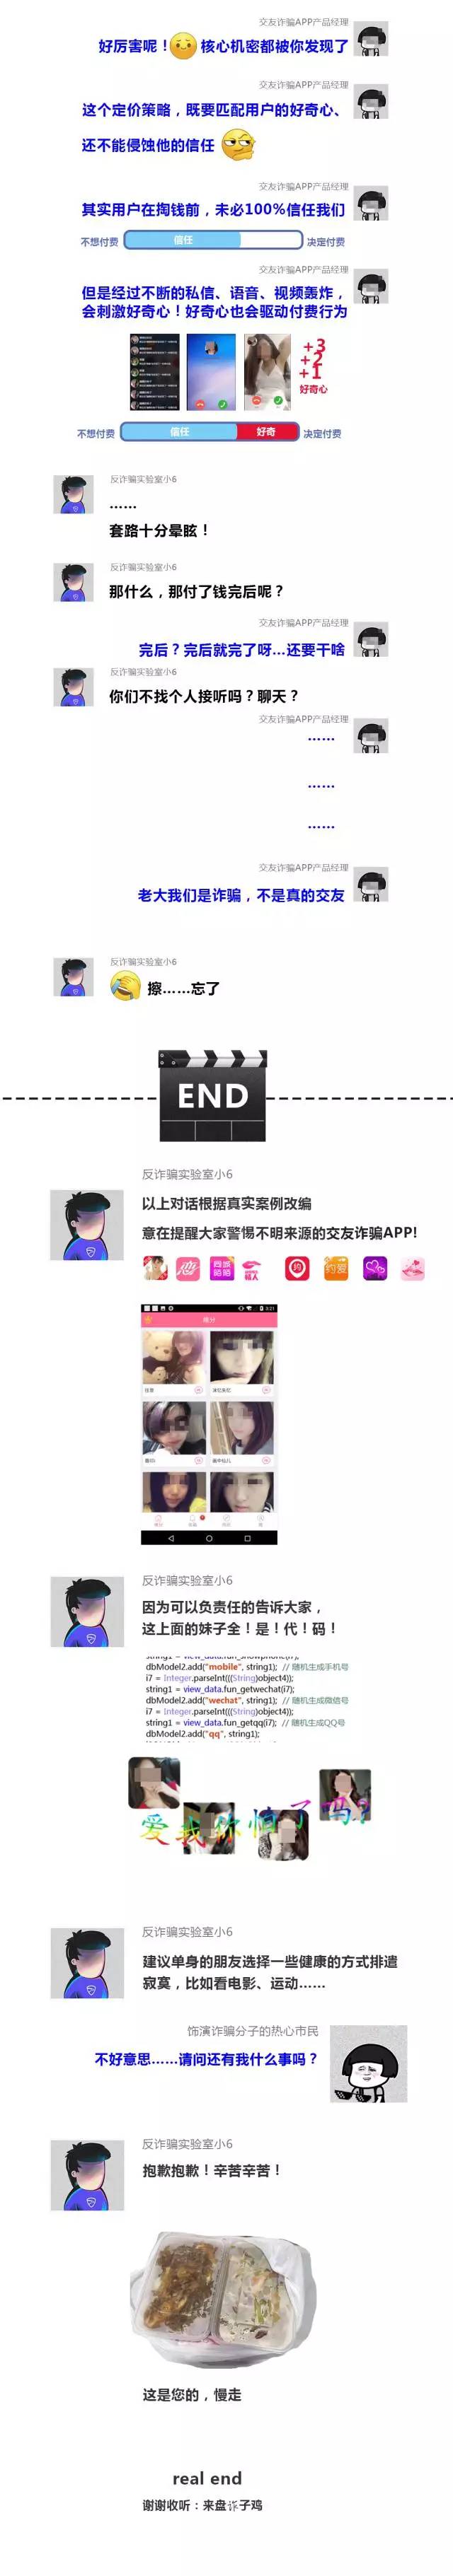 交友诈骗APP产品经理
好厉害呢！核心机密都被你发现了
交友诈骗APP产品经理
这个定价策略，既要匹配用户的好奇心、
还不能侵蚀他的信任
交友诈骗APP产品经理
其实用户在掏钱前，未必100%信任我们
不想付费 信任 决定付费
交友诈骗APP产品经理
但是经过不断的私信、语音、视频轰炸，
会刺激好奇心！好奇心也会驱动付费行为
+3
+2
+1
好奇心
不想付费 信任 好奇 决定付费
反诈骗实验室小6
……
套路十分晕眩！
反诈骗实验室小6
那什么，那付了钱完后呢？
交友诈骗APP产品经理
完后？完后就完了呀...还要干啥
反诈骗实验室小6
你们不找个人接听吗？聊天？
交友诈骗APP产品经理
……
……
……
交友诈骗APP产品经理
老大我们是诈骗，不是真的交友
反诈骗实验室小6
擦……忘了
END
反诈骗实验室小6
以上对话根据真实案例改编
意在提醒大家警惕不明来源的交友诈骗APP!
同城
陌陌
约
约爱
3:21
缘分
反诈骗实验室小6
因为可以负责任的告诉大家，
这上面的妹子全！是！代！码！
string1 = view_data.fun_showphone(i7);
dbModel2.add("mobile", string1); // 随机生成手机号
i7 = Integer.parseInt(((String)object4));
string1 = view_data.fun_getwechat(i7);
dbModel2.add("wechat", string1); // 随机生成微信号
i7 = Integer.parseInt(((String)object4));
string1 = view_data.fun_getqq(i7); // 随机生成QQ号
dbModel2.add("qq", string1);
爱我你怕了吗?
反诈骗实验室小6
建议单身的朋友选择一些健康的方式排遣
寂寞，比如看电影、运动……
饰演诈骗分子的热心市民
不好意思……请问还有我什么事吗？
反诈骗实验室小6
抱歉抱歉！辛苦辛苦！
这是您的，慢走
real end
谢谢收听：来盘诈子鸡